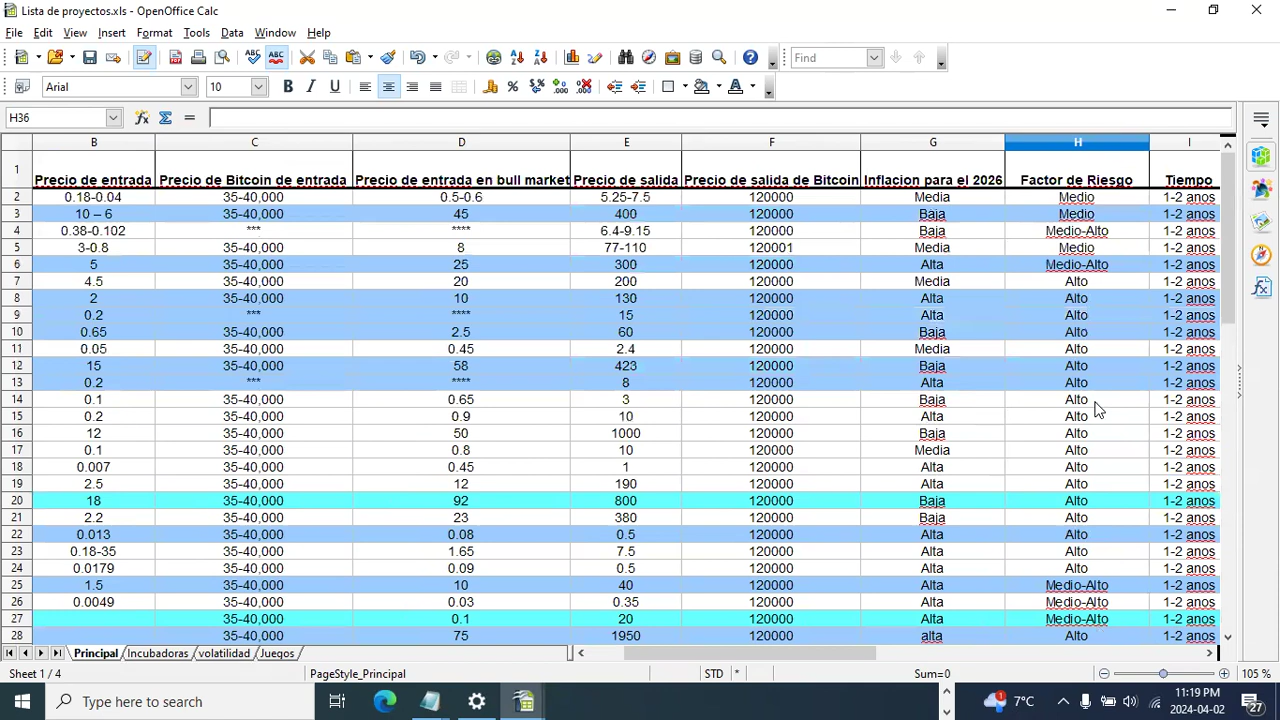 Lista de proyectos.xls - OpenOffice Calc
File Edit View Insert Format Tools Data Window Help
Find
Arial 10
H36
B C D E F G H I
1 Precio de entrada Precio de Bitcoin de entrada Precio de entrada en bull market Precio de salida Precio de salida de Bitcoin Inflacion para el 2026 Factor de Riesgo Tiempo
2 0.18-0.04 35-40,000 0.5-0.6 5.25-7.5 120000 Media Medio 1-2 anos
3 10 – 6 35-40,000 45 400 120000 Baja Medio 1-2 anos
4 0.38-0.102 *** **** 6.4-9.15 120000 Baja Medio-Alto 1-2 anos
5 3-0.8 35-40,000 8 77-110 120001 Media Medio 1-2 anos
6 5 35-40,000 25 300 120000 Alta Medio-Alto 1-2 anos
7 4.5 35-40,000 20 200 120000 Media Alto 1-2 anos
8 2 35-40,000 10 130 120000 Alta Alto 1-2 anos
9 0.2 *** **** 15 120000 Alta Alto 1-2 anos
10 0.65 35-40,000 2.5 60 120000 Baja Alto 1-2 anos
11 0.05 35-40,000 0.45 2.4 120000 Media Alto 1-2 anos
12 15 35-40,000 58 423 120000 Baja Alto 1-2 anos
13 0.2 *** **** 8 120000 Alta Alto 1-2 anos
14 0.1 35-40,000 0.65 3 120000 Baja Alto 1-2 anos
15 0.2 35-40,000 0.9 10 120000 Alta Alto 1-2 anos
16 12 35-40,000 50 1000 120000 Baja Alto 1-2 anos
17 0.1 35-40,000 0.8 10 120000 Media Alto 1-2 anos
18 0.007 35-40,000 0.45 1 120000 Alta Alto 1-2 anos
19 2.5 35-40,000 12 190 120000 Alta Alto 1-2 anos
20 18 35-40,000 92 800 120000 Baja Alto 1-2 anos
21 2.2 35-40,000 23 380 120000 Baja Alto 1-2 anos
22 0.013 35-40,000 0.08 0.5 120000 Alta Alto 1-2 anos
23 0.18-35 35-40,000 1.65 7.5 120000 Alta Alto 1-2 anos
24 0.0179 35-40,000 0.09 0.5 120000 Alta Alto 1-2 anos
25 1.5 35-40,000 10 40 120000 Alta Medio-Alto 1-2 anos
26 0.0049 35-40,000 0.03 0.35 120000 Alta Medio-Alto 1-2 anos
27 35-40,000 0.1 20 120000 Alta Medio-Alto 1-2 anos
28 35-40,000 75 1950 120000 alta Alto 1-2 anos
Principal Incubadoras volatilidad Juegos
Sheet 1 / 4 PageStyle_Principal STD * Sum=0 105 %
Type here to search 1 7°C 11:19 PM
2024-04-02 27